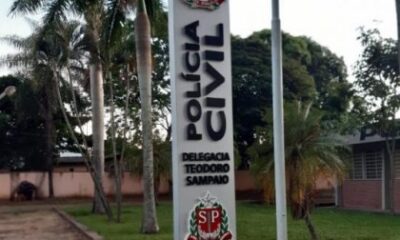 POLÍCIA
CIVIL
DELEGACIA
TEODORO
SAMPAIO
SP